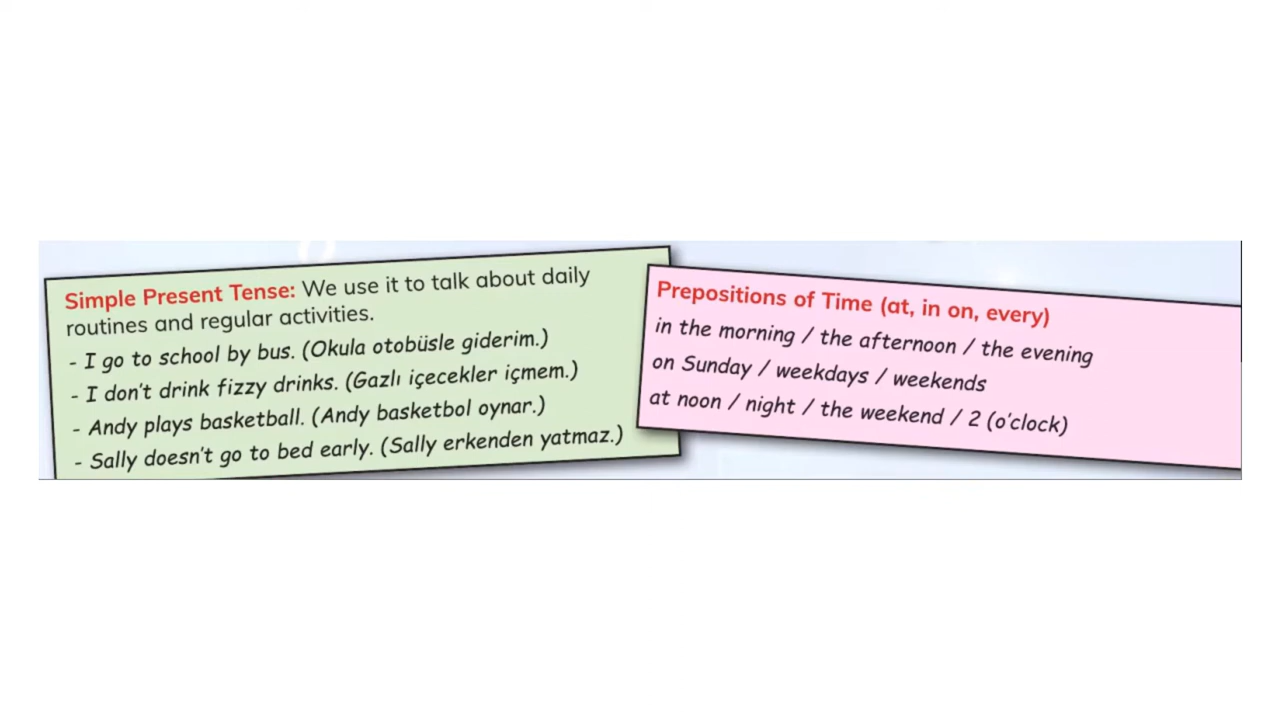 Simple Present Tense: We use it to talk about daily
routines and regular activities.
- I go to school by bus. (Okula otobüsle giderim.)
- I don't drink fizzy drinks. (Gazlı içecekler içmem.)
- Andy plays basketball. (Andy basketbol oynar.)
- Sally doesn't go to bed early. (Sally erkenden yatmaz.)
Prepositions of Time (at, in on, every)
in the morning / the afternoon / the evening
on Sunday / weekdays / weekends
at noon / night / the weekend / 2 (o'clock)